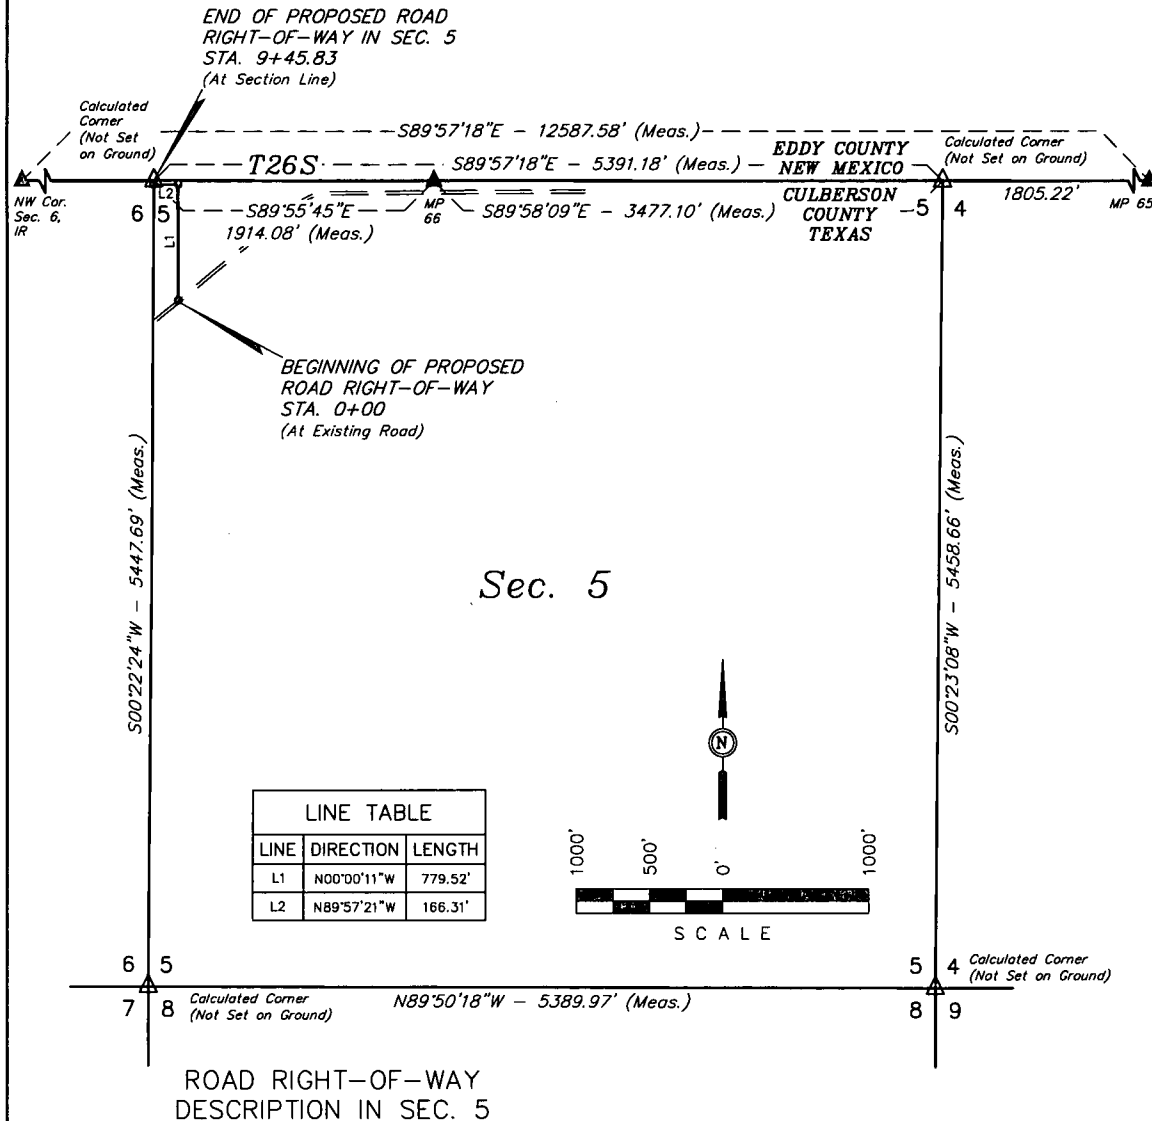 END OF PROPOSED ROAD
RIGHT-OF-WAY IN SEC. 5
STA. 9+45.83
(At Section Line)
Calculated
Corner
(Not Set
on Ground)
S89°57'18"E - 12587.58' (Meas.)
T26S
S89°57'18"E - 5391.18' (Meas.)
EDDY COUNTY
NEW MEXICO
Calculated Corner
(Not Set on Ground)
NW Cor.
Sec. 6,
IR
6 5
L2
L1
S89°55'45"E
1914.08' (Meas.)
MP
66
S89°58'09"E - 3477.10' (Meas.)
CULBERSON
COUNTY
TEXAS
5 4
1805.22'
MP 65
BEGINNING OF PROPOSED
ROAD RIGHT-OF-WAY
STA. 0+00
(At Existing Road)
S00°22'24"W - 5447.69' (Meas.)
Sec. 5
S00°23'08"W - 5458.66' (Meas.)
N
LINE TABLE
LINE DIRECTION LENGTH
L1 N00°00'11"W 779.52'
L2 N89°57'21"W 166.31'
1000' 500' 0' 1000'
SCALE
6 5
7 8
Calculated Corner
(Not Set on Ground)
N89°50'18"W - 5389.97' (Meas.)
5 4
8 9
Calculated Corner
(Not Set on Ground)
ROAD RIGHT-OF-WAY
DESCRIPTION IN SEC. 5